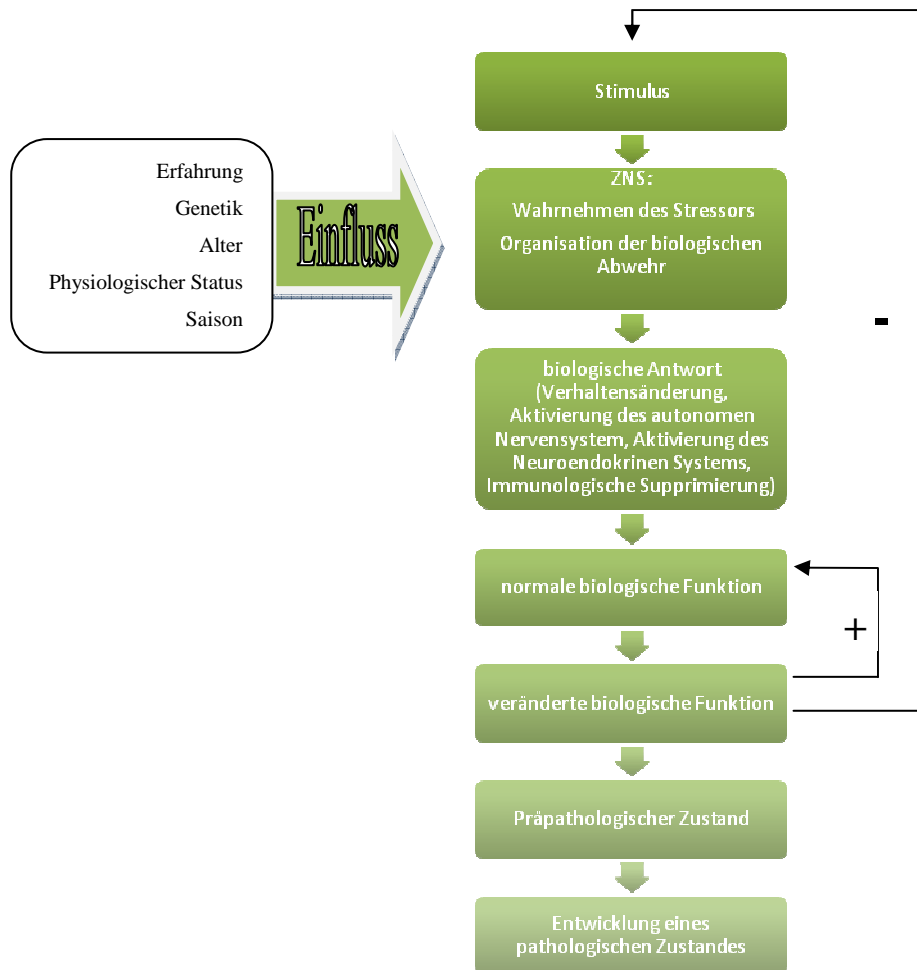 Stimulus
Erfahrung
Genetik
Alter
Physiologischer Status
Saison
Einfluss
ZNS:
Wahrnehmen des Stressors
Organisation der biologischen
Abwehr
-
biologische Antwort
(Verhaltensänderung,
Aktivierung des autonomen
Nervensystem, Aktivierung des
Neuroendokrinen Systems,
Immunologische Supprimierung)
normale biologische Funktion
+
veränderte biologische Funktion
Präpathologischer Zustand
Entwicklung eines
pathologischen Zustandes